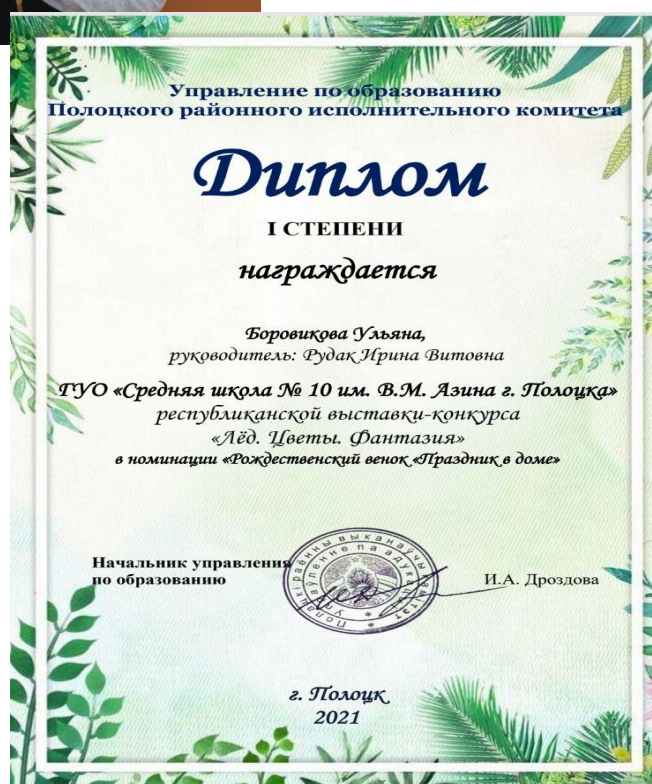 Управление по образованию
Полоцкого районного исполнительного комитета
Диплом
I СТЕПЕНИ
награждается
Боровикова Ульяна,
руководитель: Рудак Ирина Витовна
ГУО «Средняя школа № 10 им. В.М. Азина г. Полоцка»
республиканской выставки-конкурса
«Лёд. Цветы. Фантазия»
в номинации «Рождественский венок «Праздник в доме»
Начальник управления
по образованию
И.А. Дроздова
г. Полоцк
2021